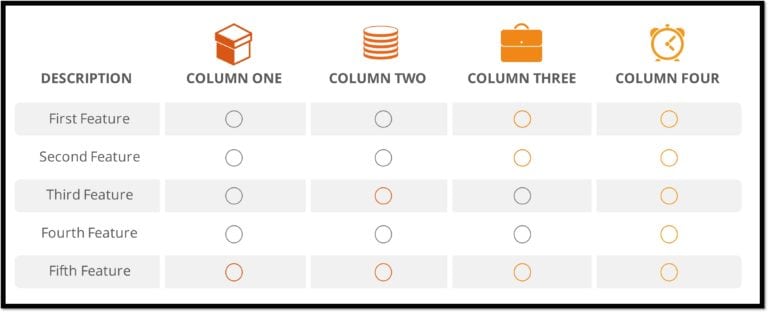 DESCRIPTION COLUMN ONE COLUMN TWO COLUMN THREE COLUMN FOUR
First Feature
Second Feature
Third Feature
Fourth Feature
Fifth Feature